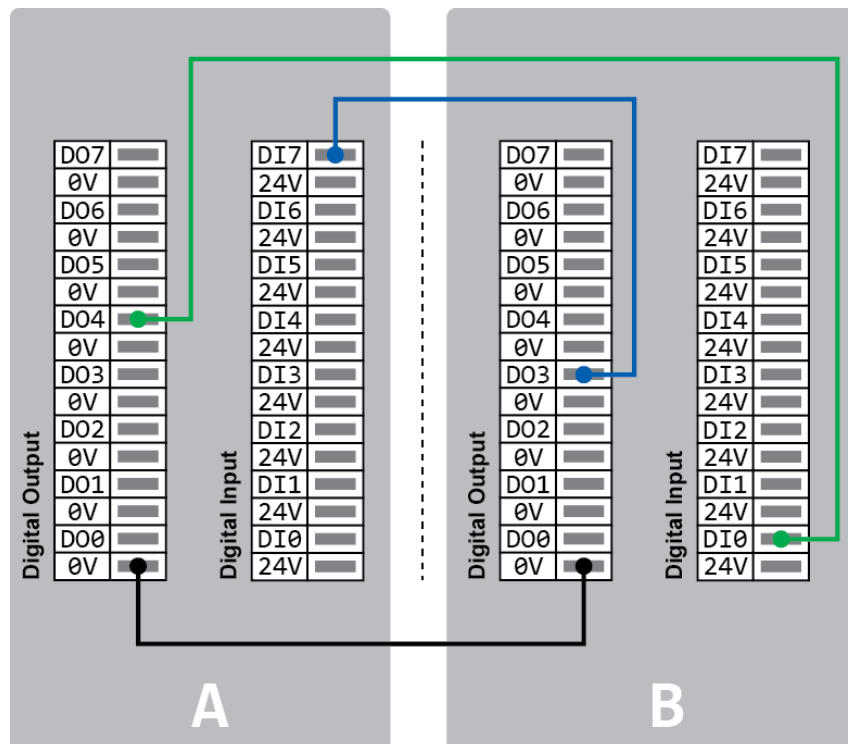 Digital Output
DO7
0V
DO6
0V
DO5
0V
DO4
0V
DO3
0V
DO2
0V
DO1
0V
DO0
0V
Digital Input
DI7
24V
DI6
24V
DI5
24V
DI4
24V
DI3
24V
DI2
24V
DI1
24V
DI0
24V
A
Digital Output
DO7
0V
DO6
0V
DO5
0V
DO4
0V
DO3
0V
DO2
0V
DO1
0V
DO0
0V
Digital Input
DI7
24V
DI6
24V
DI5
24V
DI4
24V
DI3
24V
DI2
24V
DI1
24V
DI0
24V
B